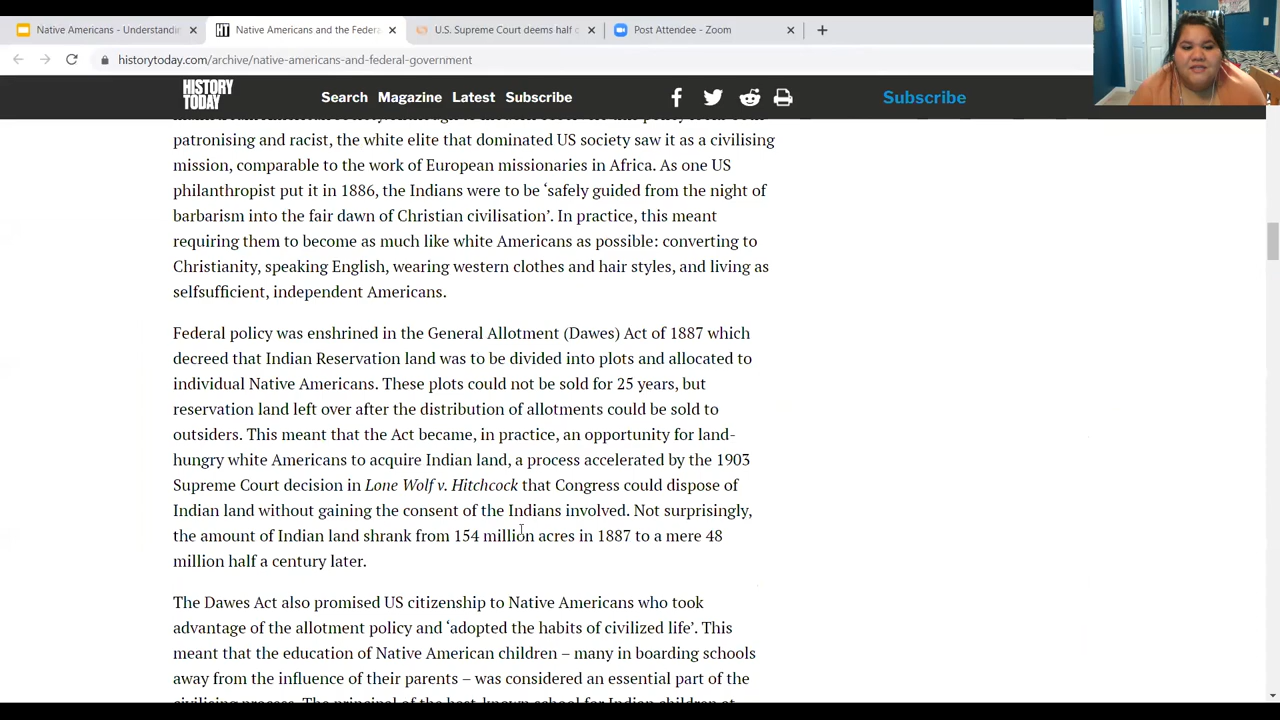 Native Americans - Understandi
Native Americans and the Federa
U.S. Supreme Court deems half o
Post Attendee - Zoom
historytoday.com/archive/native-americans-and-federal-government
HISTORY
TODAY
Search Magazine Latest Subscribe
Subscribe
patronising and racist, the white elite that dominated US society saw it as a civilising
mission, comparable to the work of European missionaries in Africa. As one US
philanthropist put it in 1886, the Indians were to be ‘safely guided from the night of
barbarism into the fair dawn of Christian civilisation’. In practice, this meant
requiring them to become as much like white Americans as possible: converting to
Christianity, speaking English, wearing western clothes and hair styles, and living as
selfsufficient, independent Americans.
Federal policy was enshrined in the General Allotment (Dawes) Act of 1887 which
decreed that Indian Reservation land was to be divided into plots and allocated to
individual Native Americans. These plots could not be sold for 25 years, but
reservation land left over after the distribution of allotments could be sold to
outsiders. This meant that the Act became, in practice, an opportunity for land-
hungry white Americans to acquire Indian land, a process accelerated by the 1903
Supreme Court decision in Lone Wolf v. Hitchcock that Congress could dispose of
Indian land without gaining the consent of the Indians involved. Not surprisingly,
the amount of Indian land shrank from 154 million acres in 1887 to a mere 48
million half a century later.
The Dawes Act also promised US citizenship to Native Americans who took
advantage of the allotment policy and ‘adopted the habits of civilized life’. This
meant that the education of Native American children – many in boarding schools
away from the influence of their parents – was considered an essential part of the
civilising process. The principal of the best-known school for Indian children at